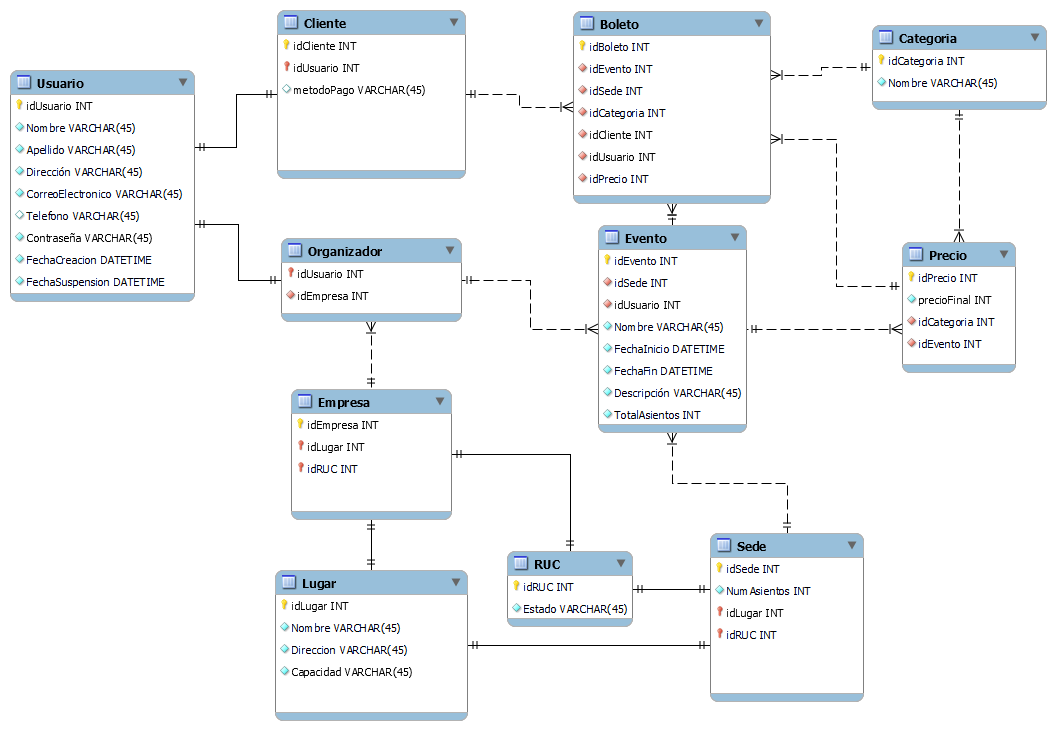 Usuario
idUsuario INT
Nombre VARCHAR(45)
Apellido VARCHAR(45)
Dirección VARCHAR(45)
CorreoElectronico VARCHAR(45)
Telefono VARCHAR(45)
Contraseña VARCHAR(45)
FechaCreacion DATETIME
FechaSuspension DATETIME
Cliente
idCliente INT
idUsuario INT
metodoPago VARCHAR(45)
Boleto
idBoleto INT
idEvento INT
idSede INT
idCategoria INT
idCliente INT
idUsuario INT
idPrecio INT
Categoria
idCategoria INT
Nombre VARCHAR(45)
Organizador
idUsuario INT
idEmpresa INT
Evento
idEvento INT
idSede INT
idUsuario INT
Nombre VARCHAR(45)
FechaInicio DATETIME
FechaFin DATETIME
Descripción VARCHAR(45)
TotalAsientos INT
Precio
idPrecio INT
precioFinal INT
idCategoria INT
idEvento INT
Empresa
idEmpresa INT
idLugar INT
idRUC INT
Lugar
idLugar INT
Nombre VARCHAR(45)
Direccion VARCHAR(45)
Capacidad VARCHAR(45)
RUC
idRUC INT
Estado VARCHAR(45)
Sede
idSede INT
NumAsientos INT
idLugar INT
idRUC INT